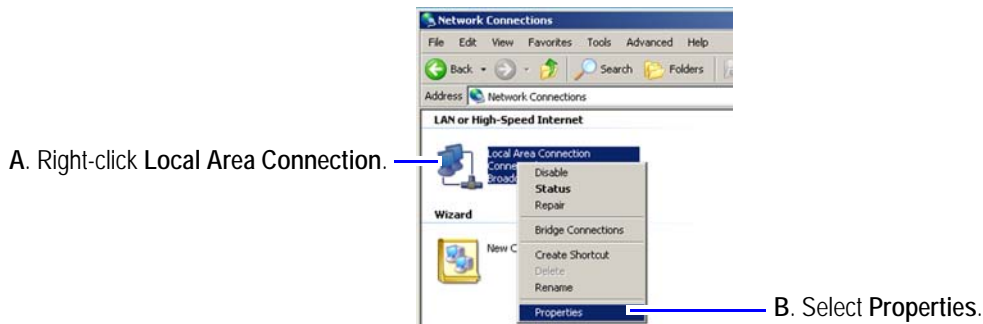 Network Connections
File Edit View Favorites Tools Advanced Help
Back Search Folders
Address Network Connections
LAN or High-Speed Internet
A. Right-click Local Area Connection.
Local Area Connection
Disable
Status
Repair
Wizard
Bridge Connections
New
Create Shortcut
Delete
Rename
Properties
B. Select Properties.